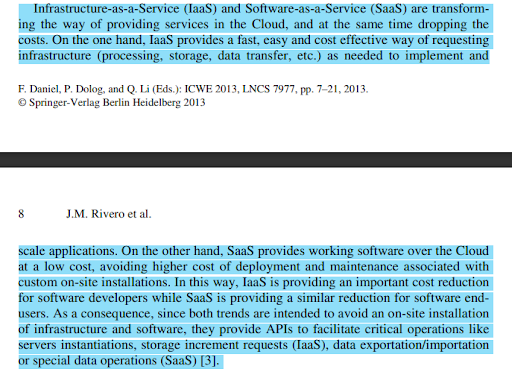 Infrastructure-as-a-Service (IaaS) and Software-as-a-Service (SaaS) are transform-
ing the way of providing services in the Cloud, and at the same time dropping the
costs. On the one hand, IaaS provides a fast, easy and cost effective way of requesting
infrastructure (processing, storage, data transfer, etc.) as needed to implement and
F. Daniel, P. Dolog, and Q. Li (Eds.): ICWE 2013, LNCS 7977, pp. 7–21, 2013.
© Springer-Verlag Berlin Heidelberg 2013
8 J.M. Rivero et al.
scale applications. On the other hand, SaaS provides working software over the Cloud
at a low cost, avoiding higher cost of deployment and maintenance associated with
custom on-site installations. In this way, IaaS is providing an important cost reduction
for software developers while SaaS is providing a similar reduction for software end-
users. As a consequence, since both trends are intended to avoid an on-site installation
of infrastructure and software, they provide APIs to facilitate critical operations like
servers instantiations, storage increment requests (IaaS), data exportation/importation
or special data operations (SaaS) [3].